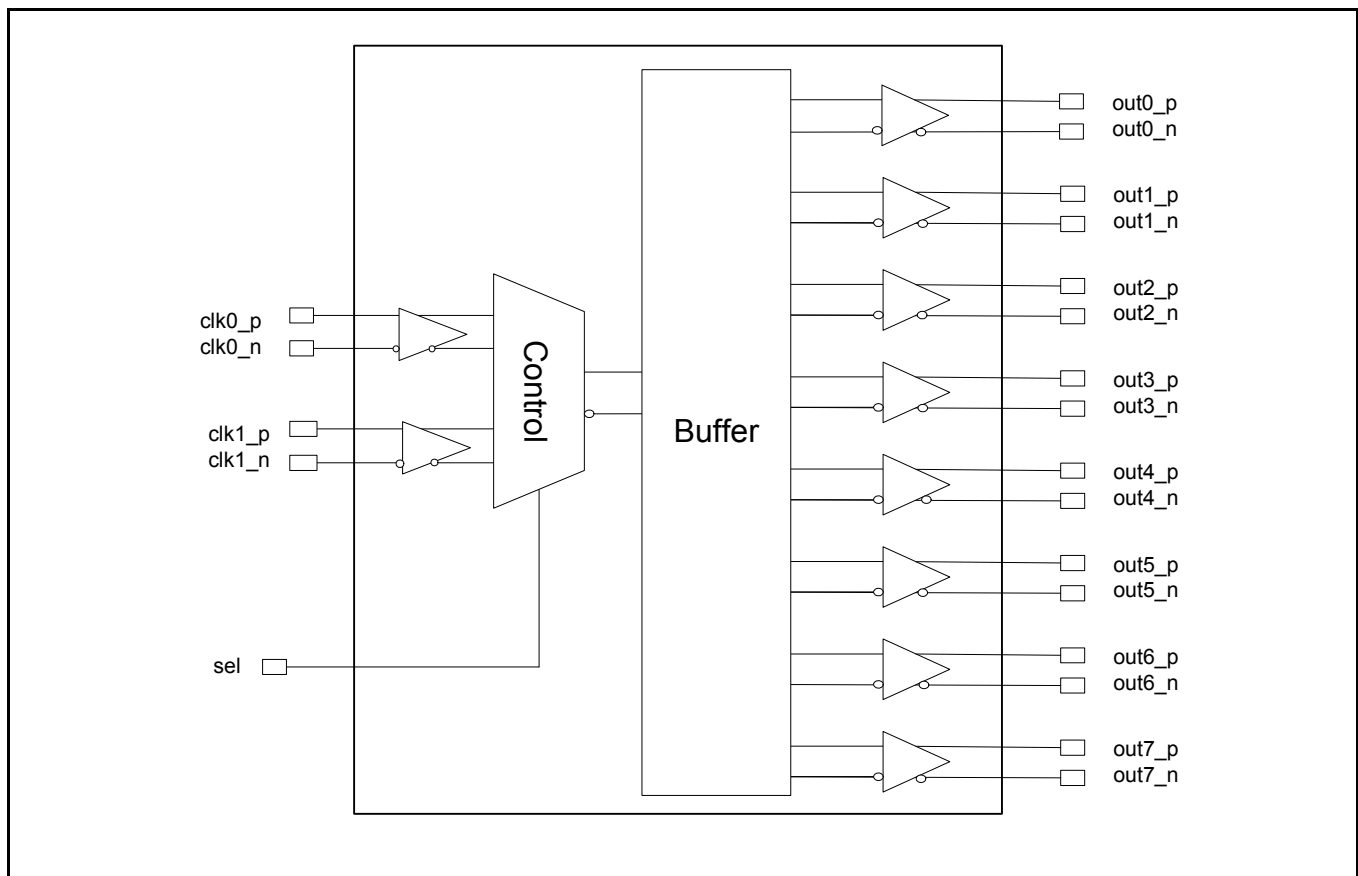 clk0_p
clk0_n
clk1_p
clk1_n
sel
Control
Buffer
out0_p
out0_n
out1_p
out1_n
out2_p
out2_n
out3_p
out3_n
out4_p
out4_n
out5_p
out5_n
out6_p
out6_n
out7_p
out7_n